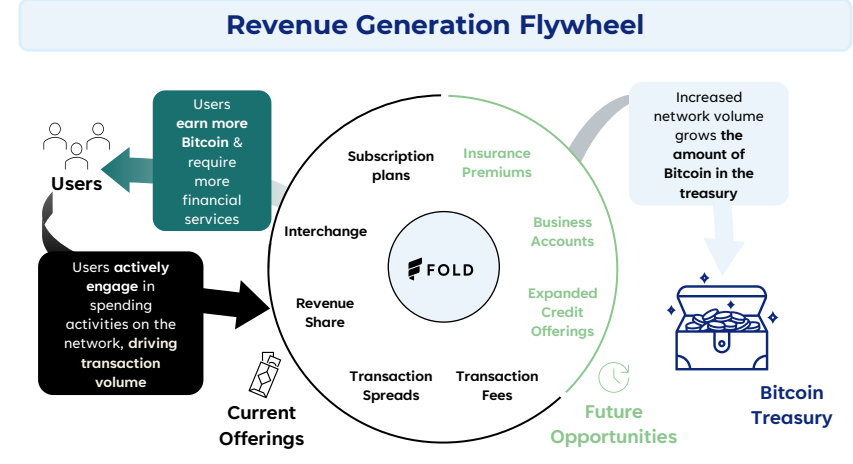 Revenue Generation Flywheel
Users
earn more
Bitcoin &
require
more
financial
services
Users
Users actively
engage in
spending
activities on the
network, driving
transaction
volume
Subscription
plans
Interchange
Revenue
Share
Transaction
Spreads
Transaction
Fees
Insurance
Premiums
Business
Accounts
Expanded
Credit
Offerings
FOLD
Current
Offerings
Future
Opportunities
Increased
network volume
grows the
amount of
Bitcoin in the
treasury
Bitcoin
Treasury